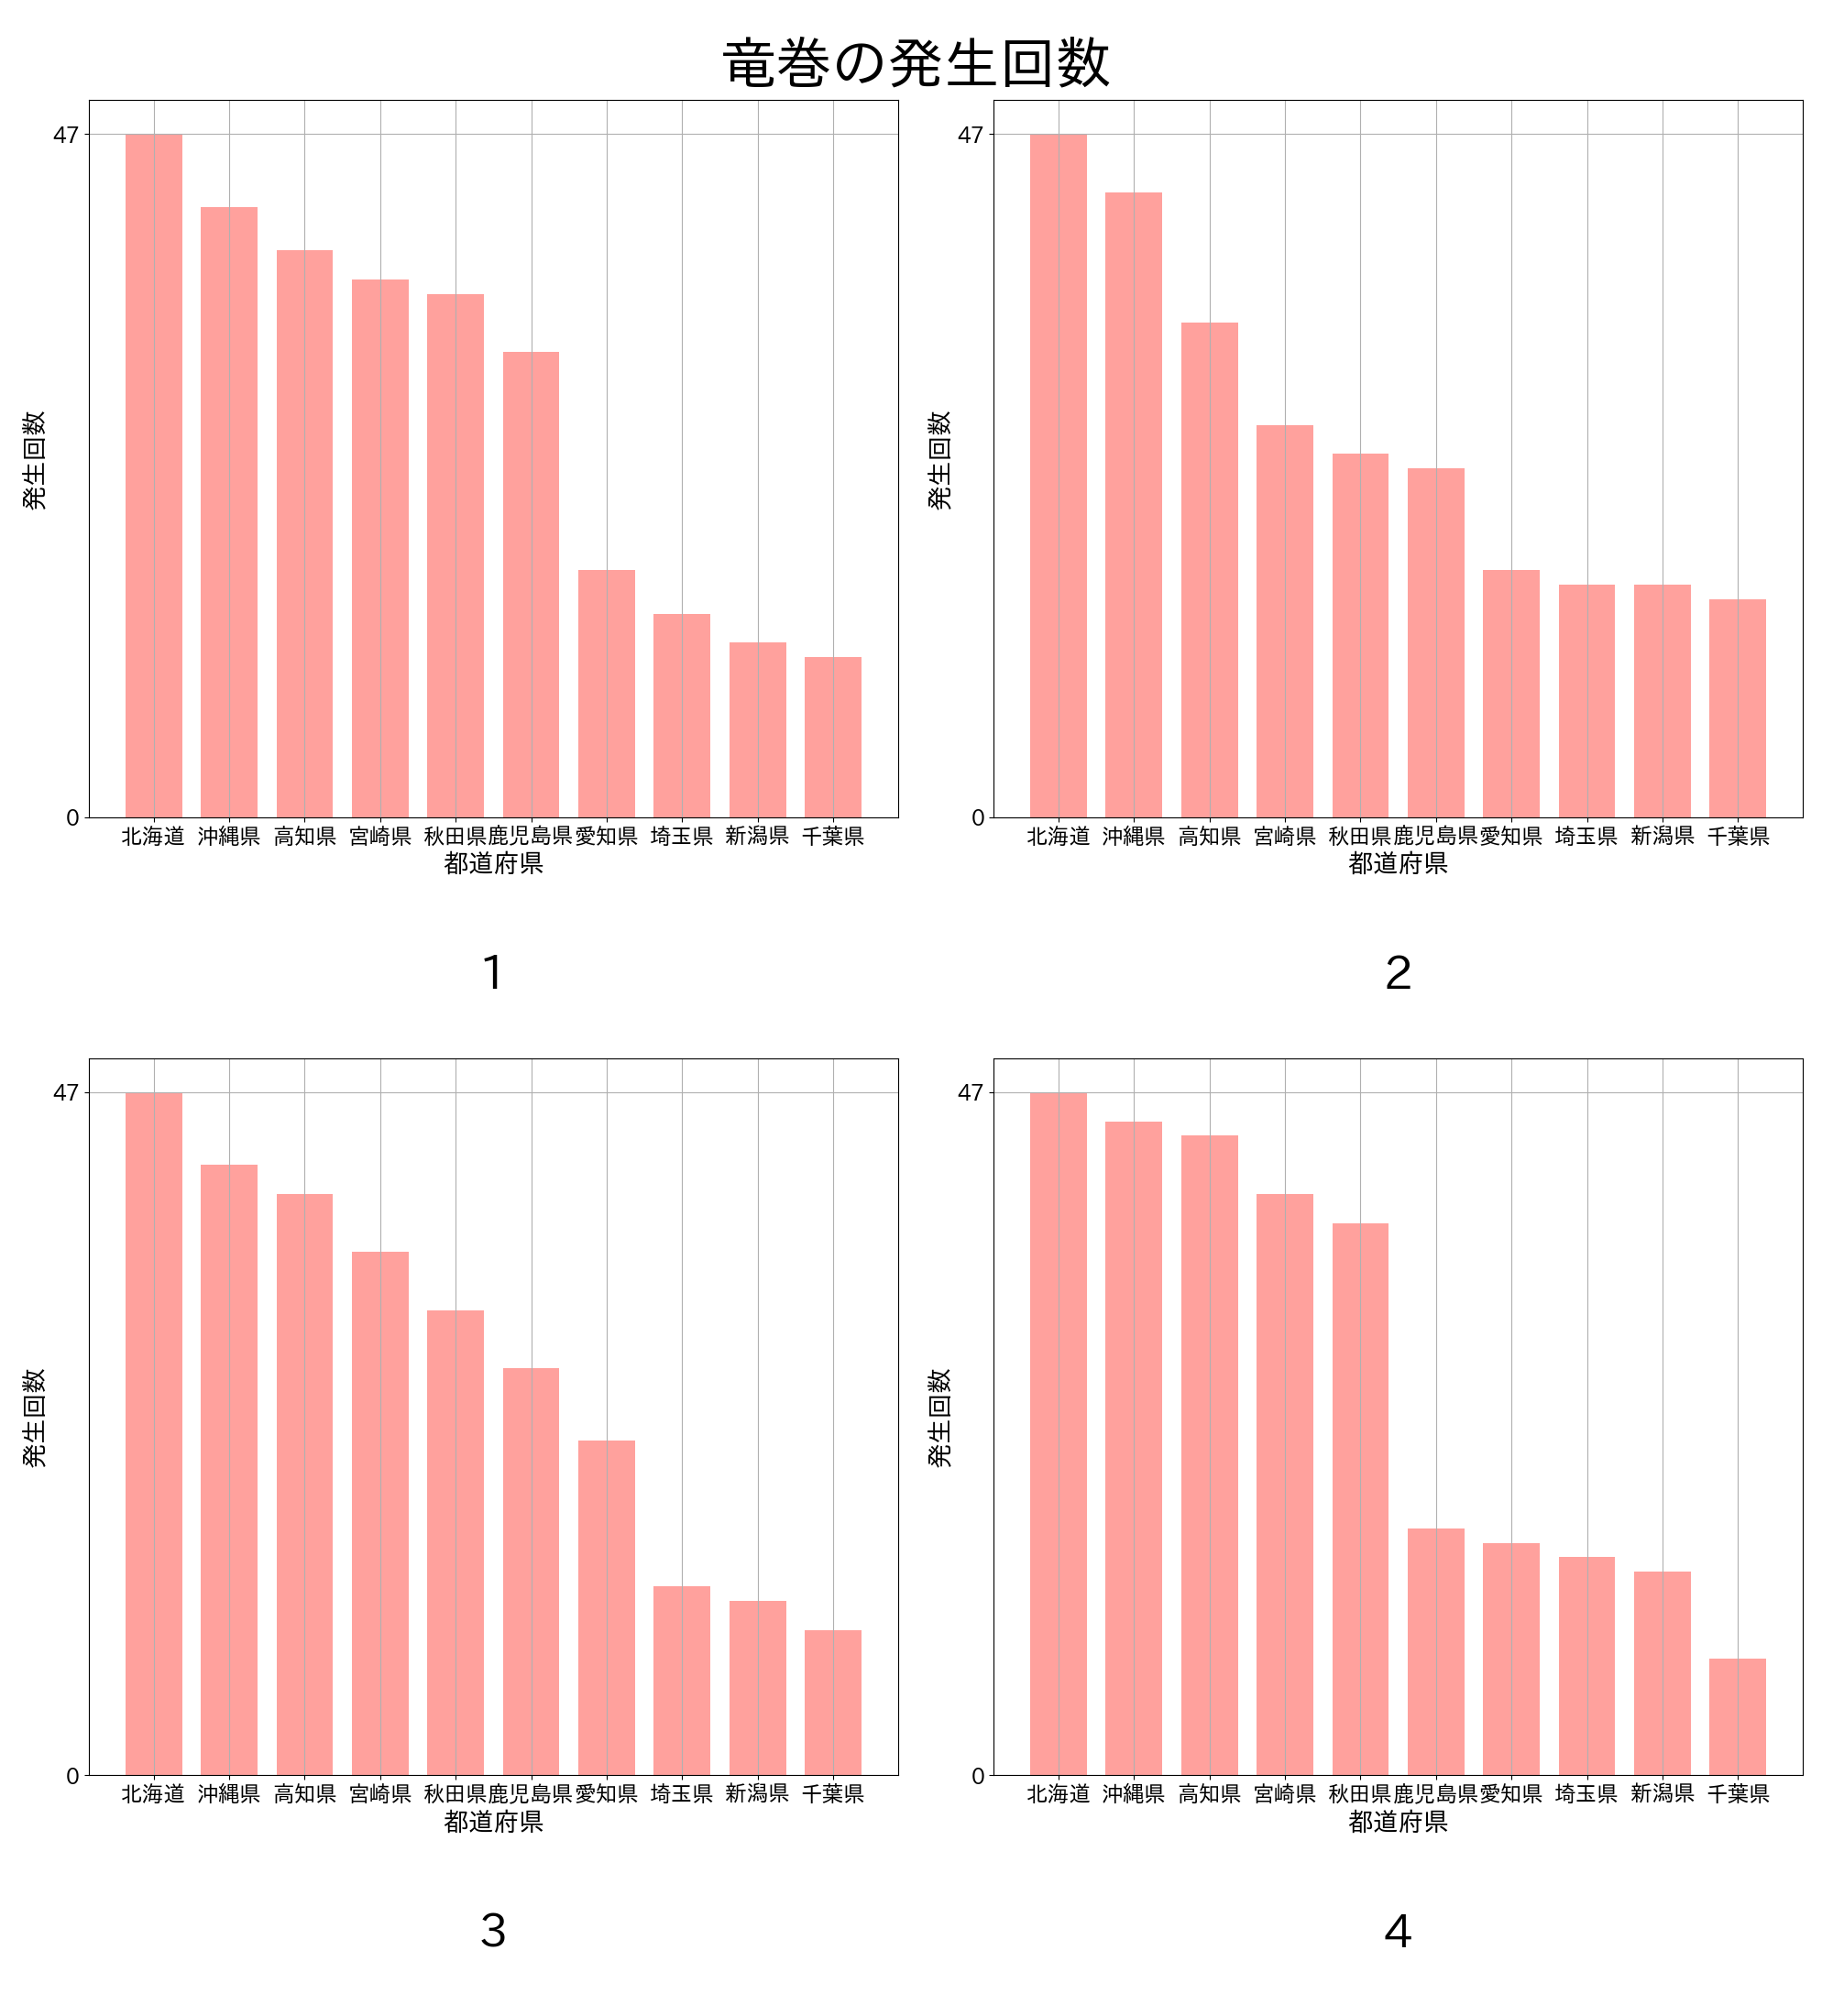 竜巻の発生回数
47
0
発生回数
北海道 沖縄県 高知県 宮崎県 秋田県 鹿児島県 愛知県 埼玉県 新潟県 千葉県
都道府県
1
47
0
発生回数
北海道 沖縄県 高知県 宮崎県 秋田県 鹿児島県 愛知県 埼玉県 新潟県 千葉県
都道府県
2
47
0
発生回数
北海道 沖縄県 高知県 宮崎県 秋田県 鹿児島県 愛知県 埼玉県 新潟県 千葉県
都道府県
3
47
0
発生回数
北海道 沖縄県 高知県 宮崎県 秋田県 鹿児島県 愛知県 埼玉県 新潟県 千葉県
都道府県
4